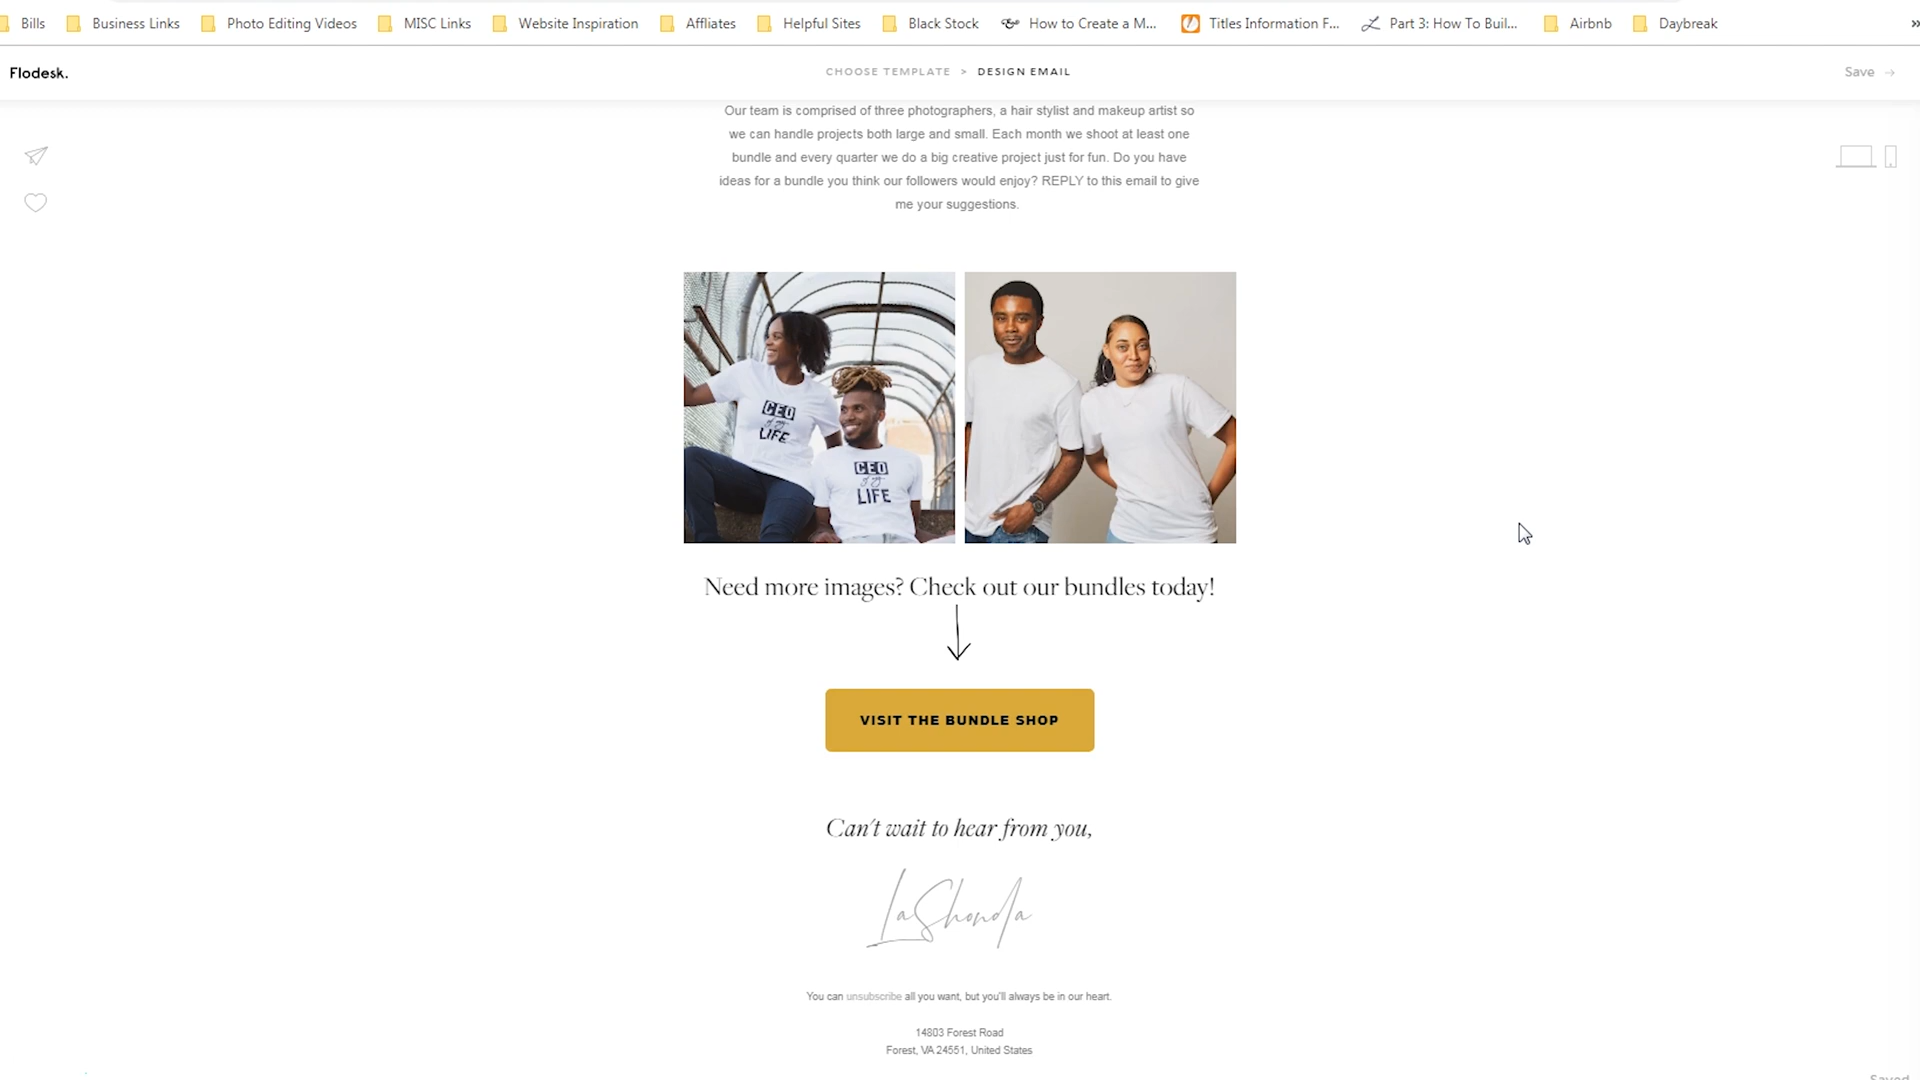 Bills Business Links Photo Editing Videos MISC Links Website Inspiration Affliates Helpful Sites Black Stock How to Create a M... Titles Information F... Part 3: How To Buil... Airbnb Daybreak »
Flodesk. CHOOSE TEMPLATE > DESIGN EMAIL Save →
Our team is comprised of three photographers, a hair stylist and makeup artist so
we can handle projects both large and small. Each month we shoot at least one
bundle and every quarter we do a big creative project just for fun. Do you have
ideas for a bundle you think our followers would enjoy? REPLY to this email to give
me your suggestions.
CEO
of my
LIFE
CEO
of my
LIFE
Need more images? Check out our bundles today!
VISIT THE BUNDLE SHOP
Can't wait to hear from you,
LaShonda
You can unsubscribe all you want, but you'll always be in our heart.
14803 Forest Road
Forest, VA 24551, United States
Saved